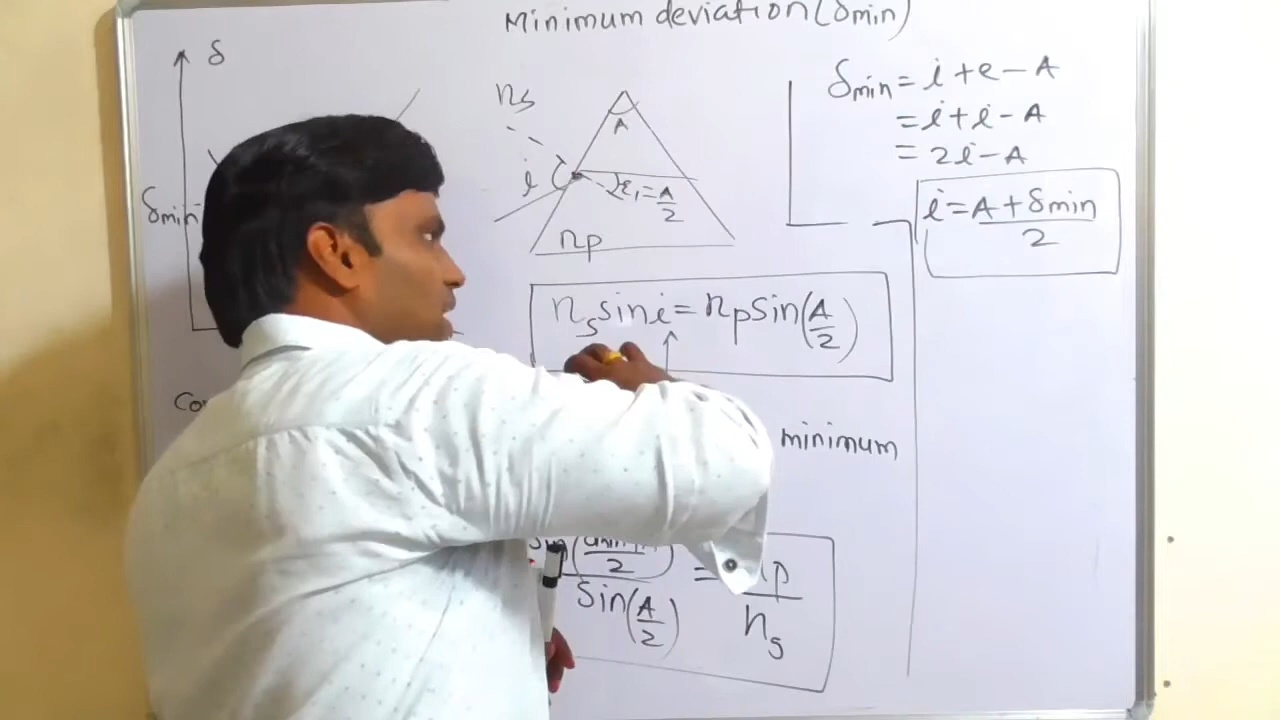 Minimum deviation (δmin)
δ
δmin
ns
A
i
r1 = A/2
np
δmin = i + e - A
= i + i - A
= 2i - A
i = A + δmin / 2
ns sin i = np sin (A/2)
minimum
Sin (A/2)
= np / ns